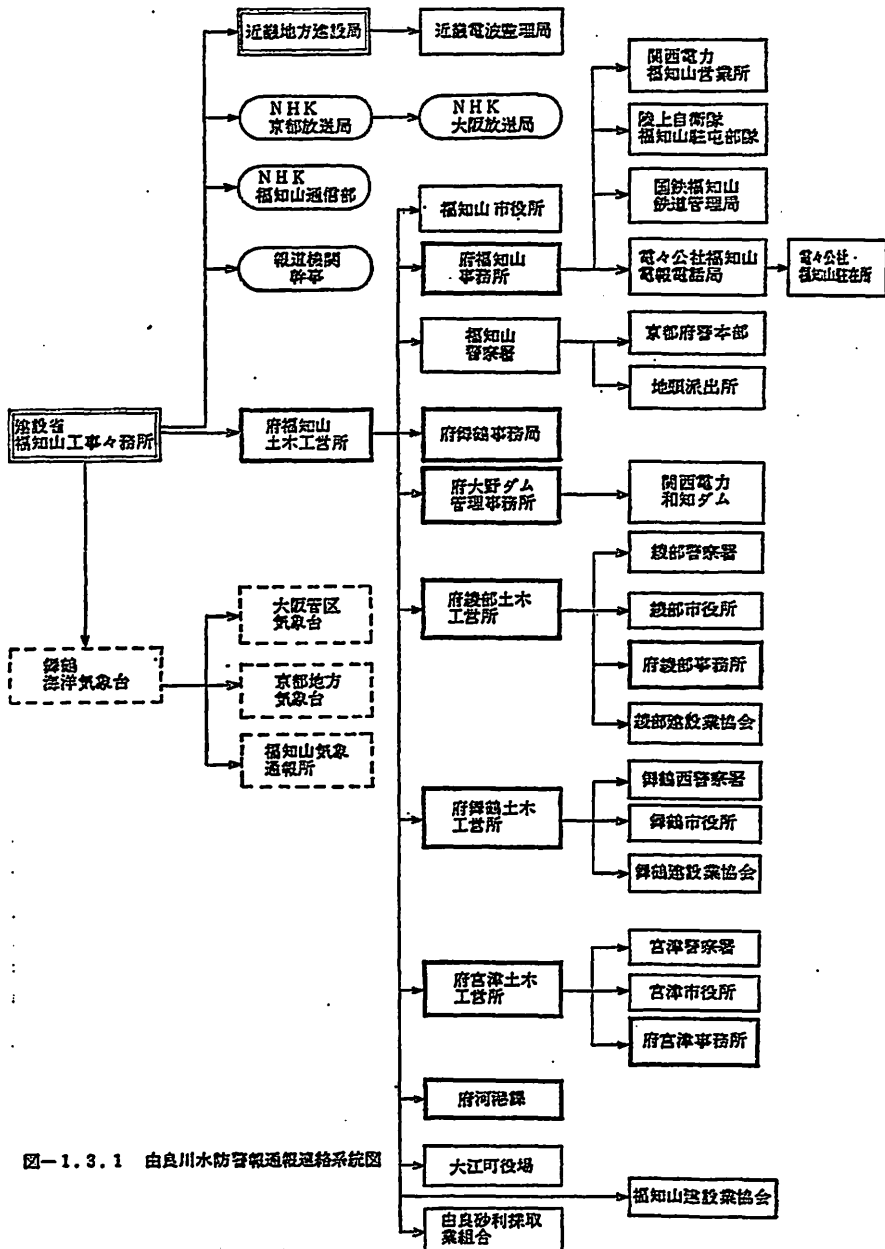 近畿地方建設局
近畿電波監理局
関西電力
福知山営業所
NHK
京都放送局
NHK
大阪放送局
陸上自衛隊
福知山駐屯部隊
NHK
福知山通信部
福知山市役所
国鉄福知山
鉄道管理局
報道機関
幹事
府福知山
事務所
電々公社福知山
電報電話局
電々公社・
福知山駐在所
福知山
警察署
京都府警本部
地頭派出所
建設省
福知山工事々務所
府福知山
土木工営所
府舞鶴事務局
府大野ダム
管理事務所
関西電力
和知ダム
綾部警察署
大阪管区
気象台
府綾部土木
工営所
綾部市役所
舞鶴
海洋気象台
京都地方
気象台
府綾部事務所
綾部建設業協会
福知山気象
通報所
舞鶴西警察署
府舞鶴土木
工営所
舞鶴市役所
舞鶴建設業協会
宮津警察署
府宮津土木
工営所
宮津市役所
府宮津事務所
府河港課
図-1.3.1 由良川水防警報通報連絡系統図
大江町役場
福知山建設業協会
由良砂利採取
業組合